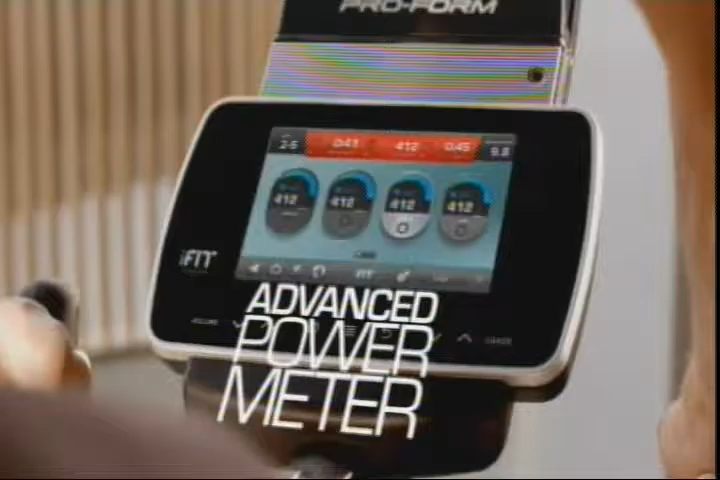 PRO-FORM
2-5 0:41 412 0.45 9.8
412 412 412 412
iFIT
iFIT
ADVANCED
POWER
METER